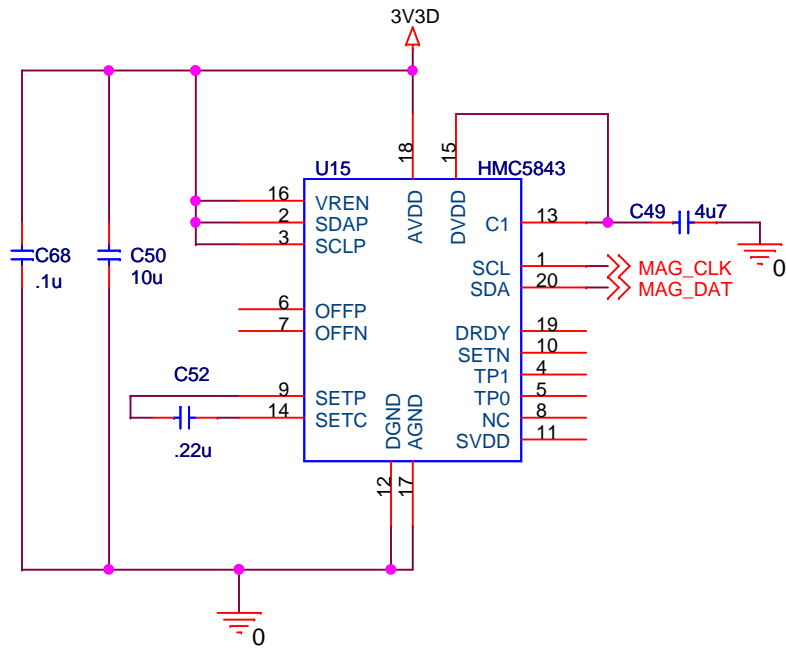 3V3D
U15
HMC5843
18
15
AVDD
DVDD
16
VREN
2
SDAP
3
SCLP
C1
13
C49
4u7
0
C68
.1u
C50
10u
SCL
1
MAG_CLK
SDA
20
MAG_DAT
6
OFFP
7
OFFN
DRDY
19
SETN
10
TP1
4
TP0
5
NC
8
SVDD
11
C52
.22u
9
SETP
14
SETC
DGND
AGND
12
17
0